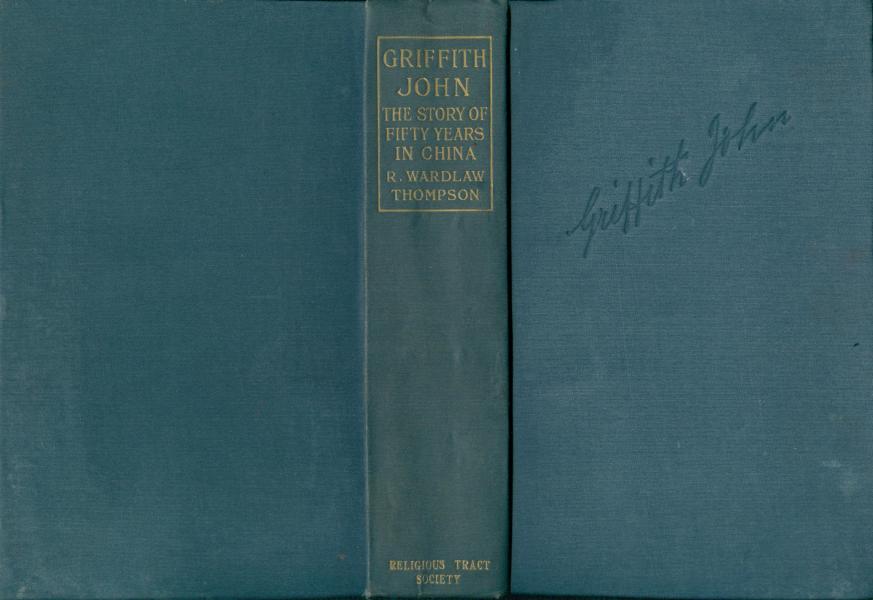 GRIFFITH
JOHN
THE STORY OF
FIFTY YEARS
IN CHINA
R. WARDLAW
THOMPSON
RELIGIOUS TRACT
SOCIETY
Griffith John